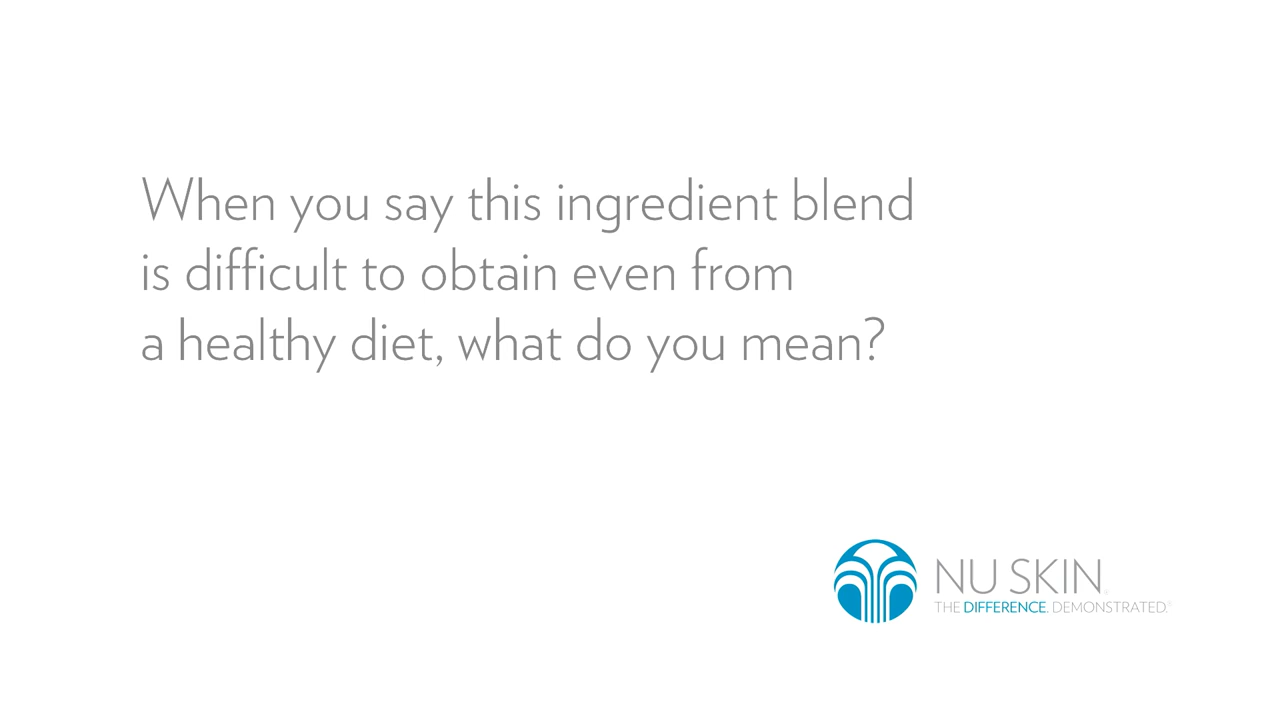 When you say this ingredient blend
is difficult to obtain even from
a healthy diet, what do you mean?
NU SKIN®
THE DIFFERENCE. DEMONSTRATED.®